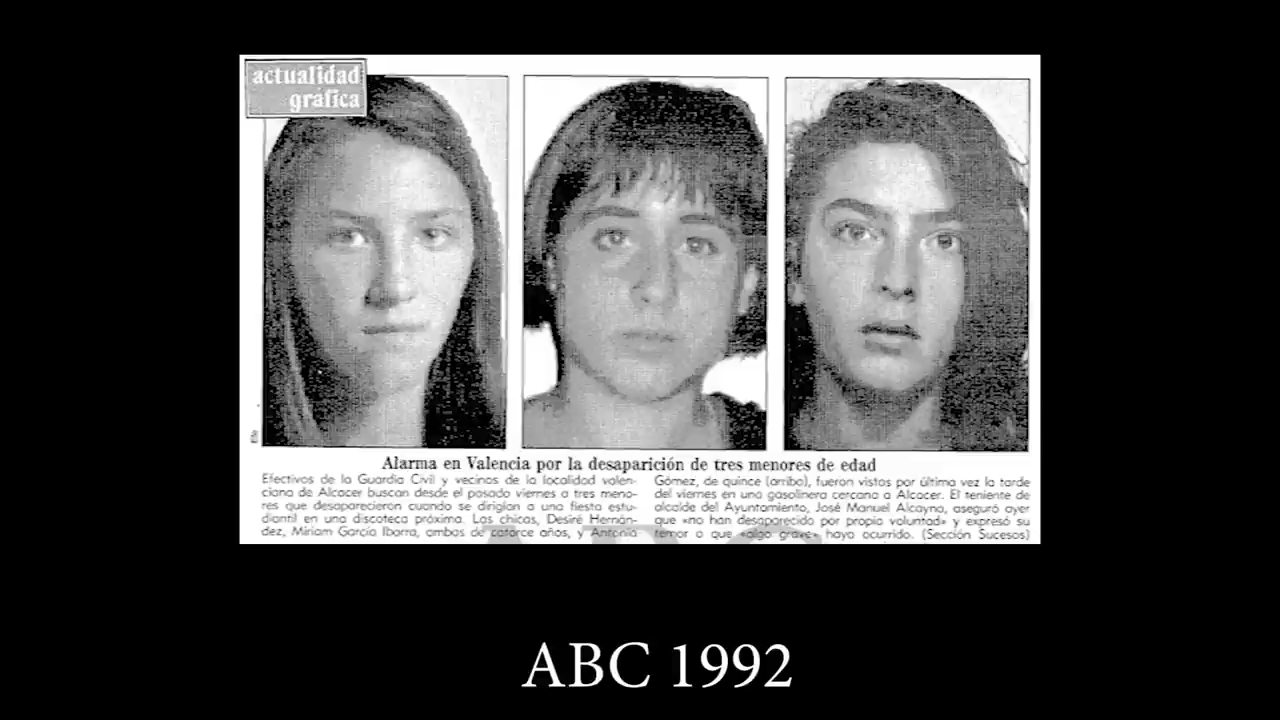 actualidad
gráfica
Efe
Alarma en Valencia por la desaparición de tres menores de edad
Efectivos de la Guardia Civil y vecinos de la localidad valen-
ciana de Alcacer buscan desde el pasado viernes a tres meno-
res que desaparecieron cuando se dirigían a una fiesta estu-
diantil en una discoteca próxima. Las chicas, Desiré Hernán-
dez, Miriam García Iborra, ambas de catorce años, y Antonia
Gómez, de quince (arriba), fueron vistas por última vez la tarde
del viernes en una gasolinera cercana a Alcacer. El teniente de
alcalde del Ayuntamiento, José Manuel Alcayna, aseguró ayer
que «no han desaparecido por propia voluntad» y expresó su
temor a que «algo grave» haya ocurrido. (Sección Sucesos)
ABC
ABC 1992